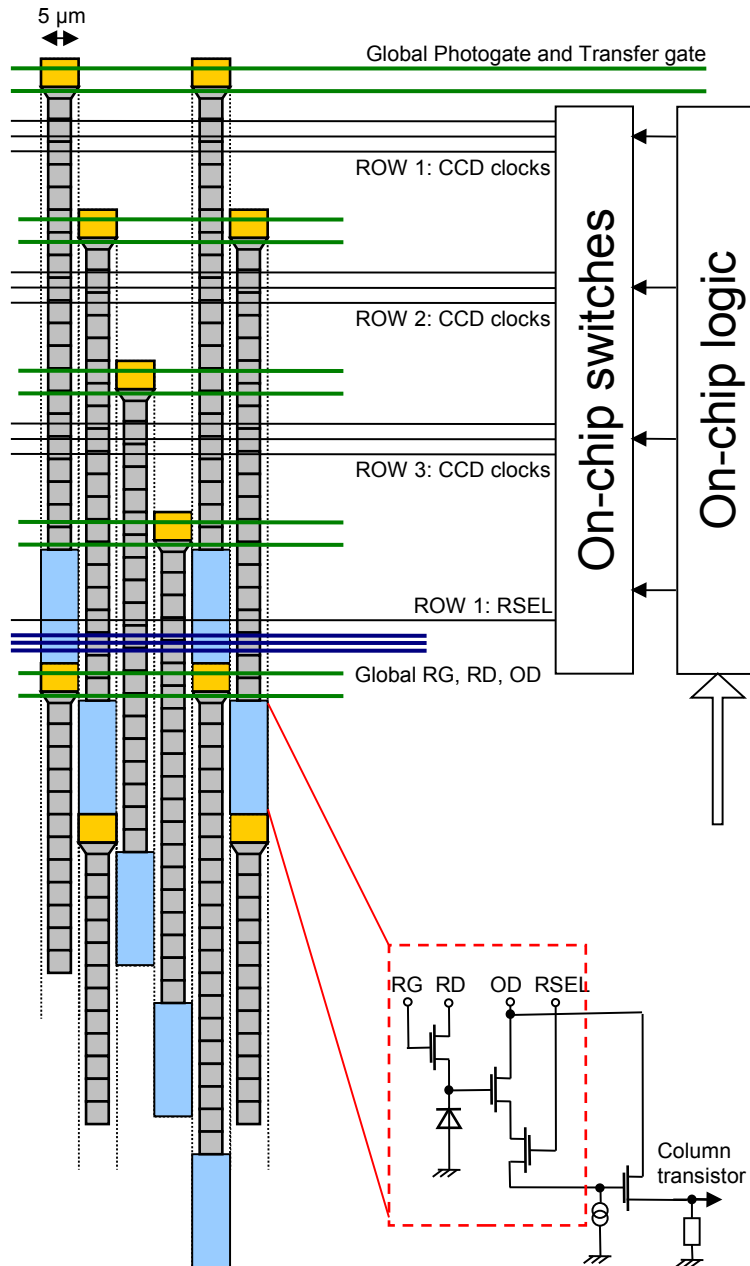 5 µm
Global Photogate and Transfer gate
ROW 1: CCD clocks
ROW 2: CCD clocks
ROW 3: CCD clocks
ROW 1: RSEL
Global RG, RD, OD
On-chip switches
On-chip logic
RG RD OD RSEL
Column
transistor